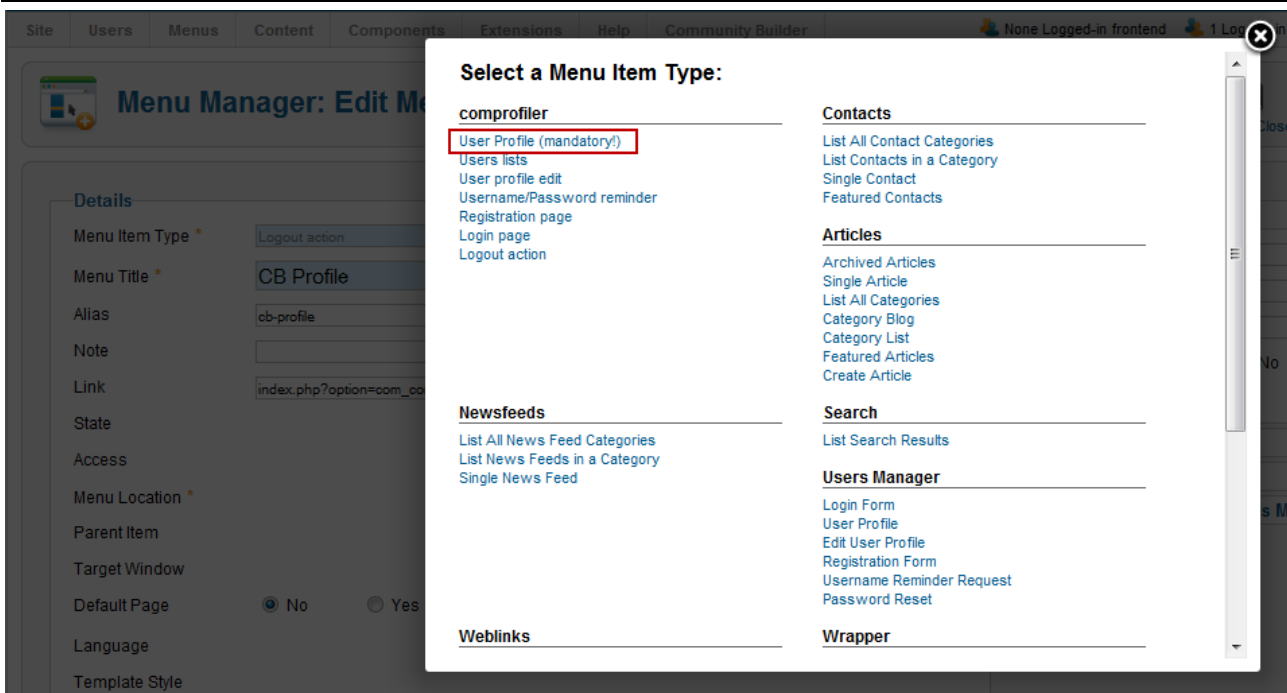 Site Users Menus Content Components Extensions Help Community Builder None Logged-in frontend 1 Log in
Menu Manager: Edit Me
Close
Details
Menu Item Type * Logout action
Menu Title * CB Profile
Alias cb-profile
Note
Link index.php?option=com_co
State
Access
Menu Location *
Parent Item
Target Window
Default Page No Yes
Language
Template Style
No
s M
Select a Menu Item Type:
comprofiler
User Profile (mandatory!)
Users lists
User profile edit
Username/Password reminder
Registration page
Login page
Logout action
Contacts
List All Contact Categories
List Contacts in a Category
Single Contact
Featured Contacts
Articles
Archived Articles
Single Article
List All Categories
Category Blog
Category List
Featured Articles
Create Article
Newsfeeds
List All News Feed Categories
List News Feeds in a Category
Single News Feed
Search
List Search Results
Users Manager
Login Form
User Profile
Edit User Profile
Registration Form
Username Reminder Request
Password Reset
Weblinks
Wrapper